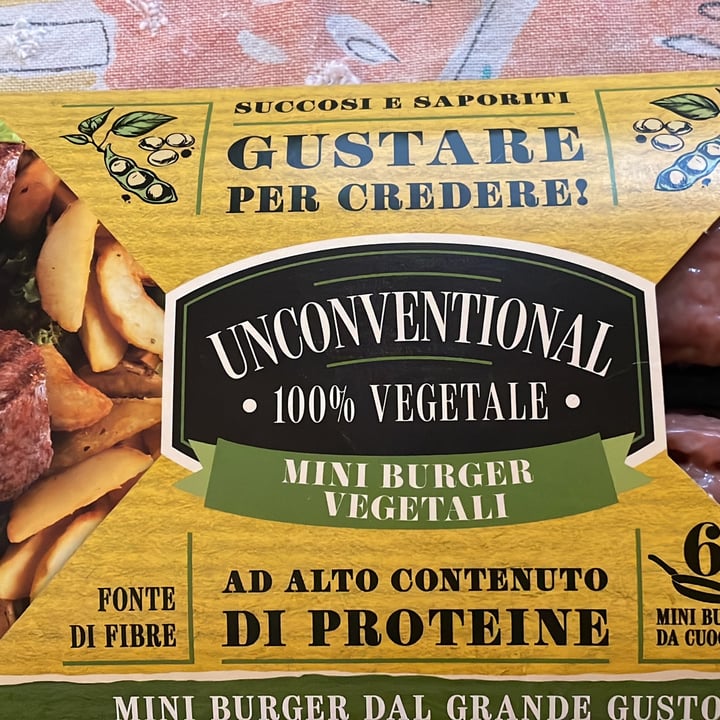 SUCCOSI E SAPORITI
GUSTARE
PER CREDERE!
UNCONVENTIONAL
• 100% VEGETALE •
MINI BURGER
VEGETALI
FONTE
DI FIBRE
AD ALTO CONTENUTO
DI PROTEINE
6
MINI BU
DA CUO
MINI BURGER DAL GRANDE GUSTO